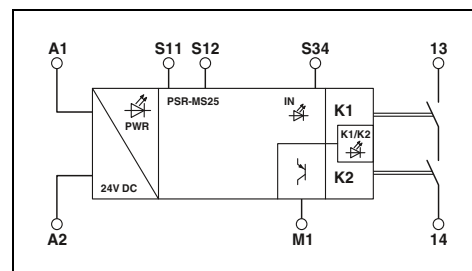 A1 S11 S12 S34 13
PSR-MS25 IN K1
PWR K1/K2
24V DC K2
A2 M1 14